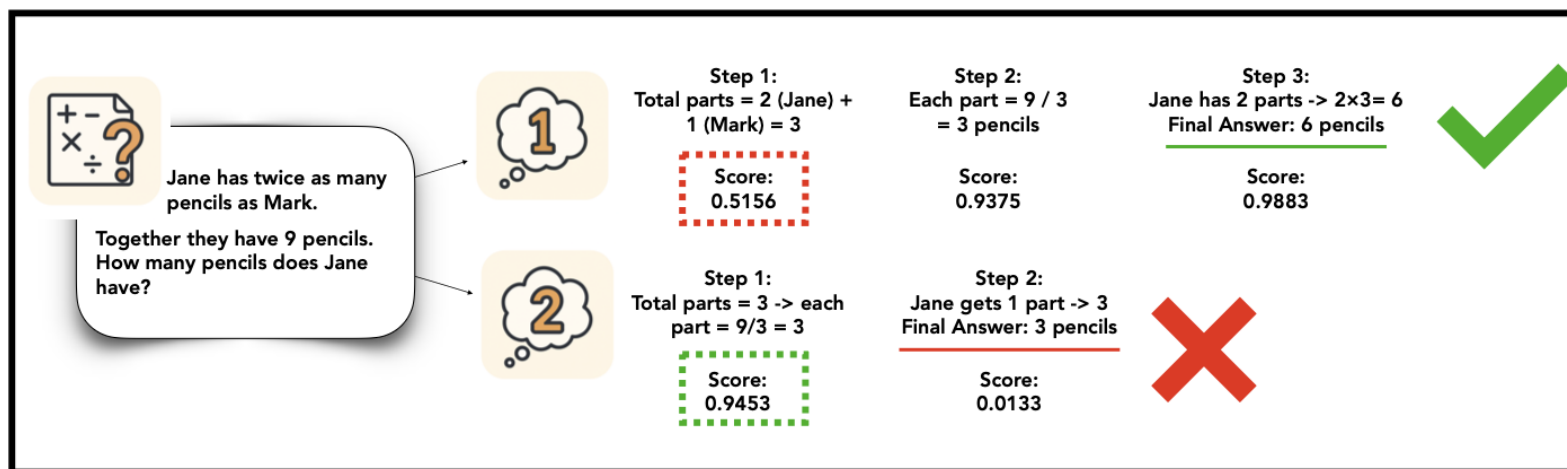 Jane has twice as many
pencils as Mark.
Together they have 9 pencils.
How many pencils does Jane
have?
+ −
× ÷ ?
1
Step 1:
Total parts = 2 (Jane) +
1 (Mark) = 3
Score:
0.5156
Step 2:
Each part = 9 / 3
= 3 pencils
Score:
0.9375
Step 3:
Jane has 2 parts -> 2×3= 6
Final Answer: 6 pencils
Score:
0.9883
2
Step 1:
Total parts = 3 -> each
part = 9/3 = 3
Score:
0.9453
Step 2:
Jane gets 1 part -> 3
Final Answer: 3 pencils
Score:
0.0133